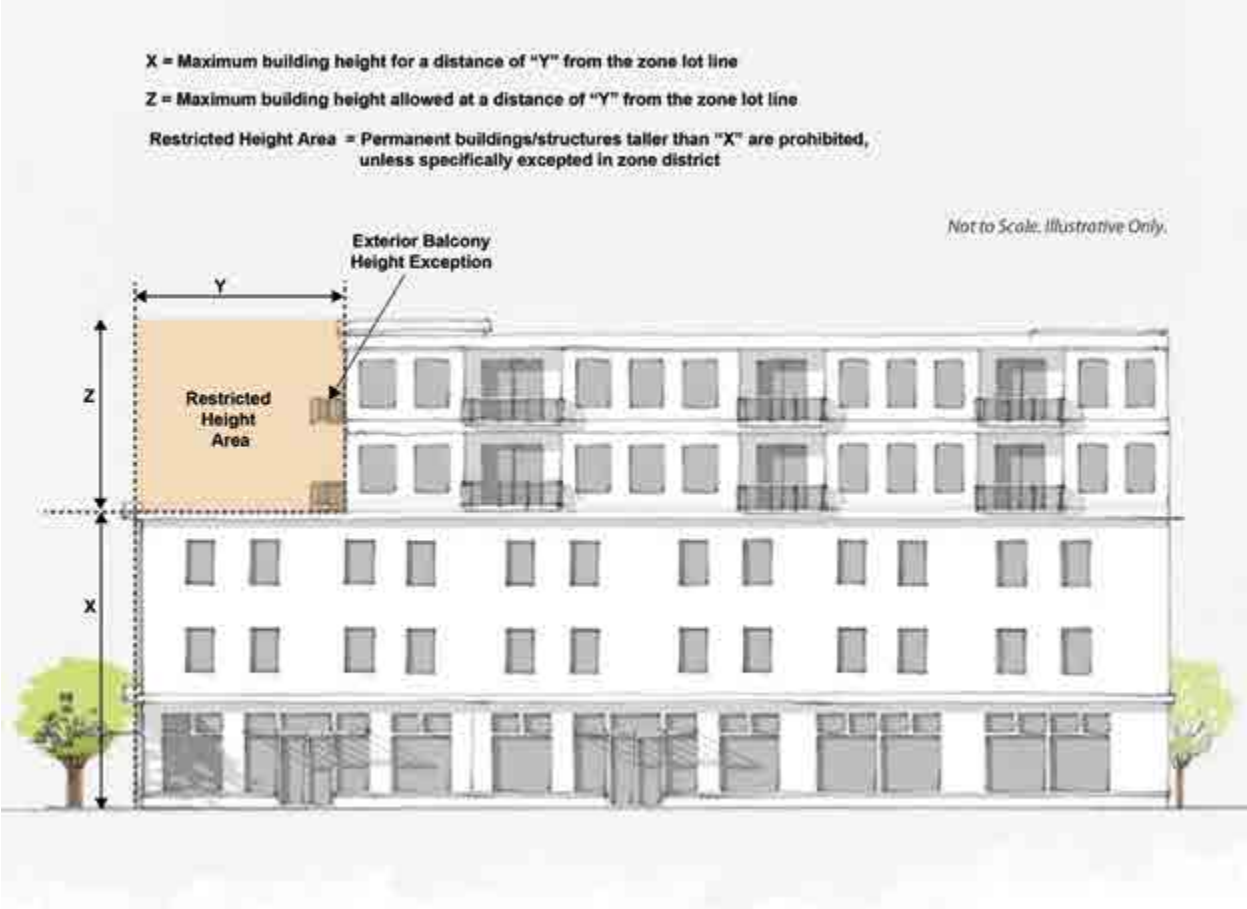 X = Maximum building height for a distance of “Y” from the zone lot line
Z = Maximum building height allowed at a distance of “Y” from the zone lot line
Restricted Height Area = Permanent buildings/structures taller than “X” are prohibited,
unless specifically excepted in zone district
Not to Scale. Illustrative Only.
Exterior Balcony
Height Exception
Y
Z
Restricted
Height
Area
X